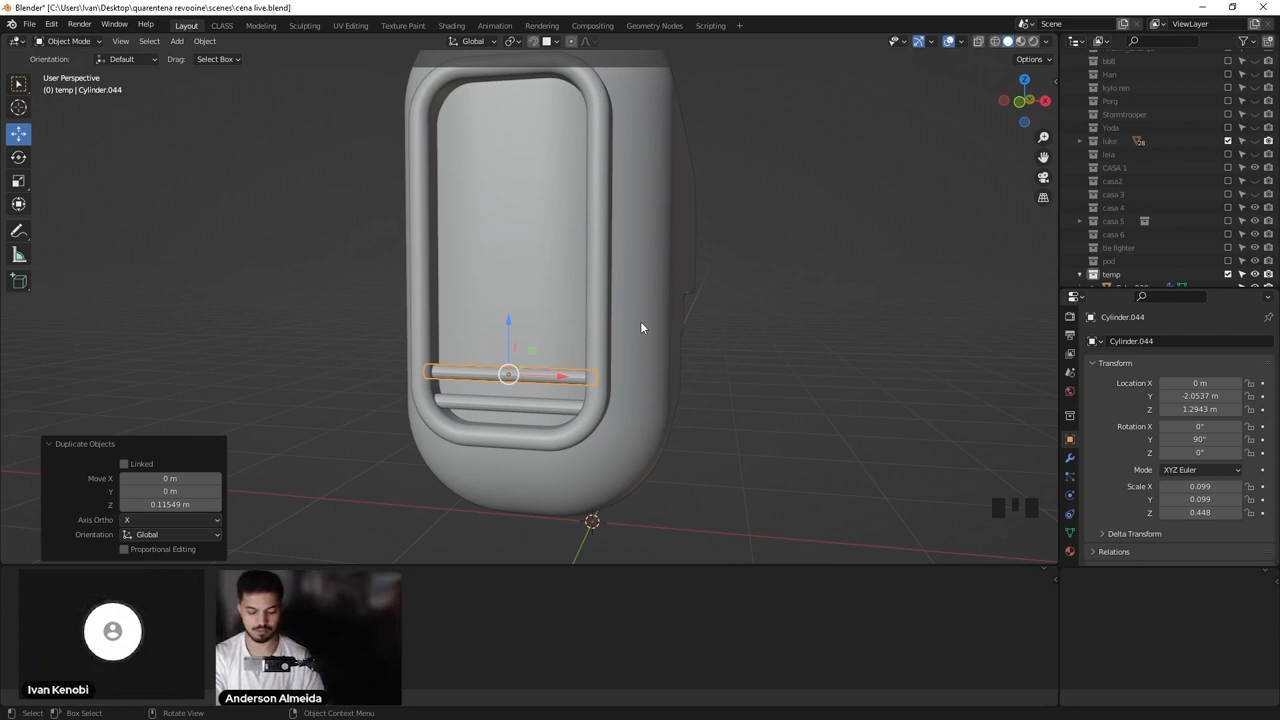 Blender* [C:\Users\Ivan\Desktop\quarentena revooine\scenes\cena live.blend]
File Edit Render Window Help Layout CLASS Modeling Sculpting UV Editing Texture Paint Shading Animation Rendering Compositing Geometry Nodes Scripting + Scene ViewLayer
Object Mode View Select Add Object Global
Orientation: Default Drag: Select Box Options
User Perspective
(0) temp | Cylinder.044
Z
X
bb8
Han
kylo ren
Porg
Stormtrooper
Yoda
luke 28
leia
CASA 1
casa2
casa 3
casa 4
casa 5
casa 6
tie fighter
pod
temp
Cylinder.044
Cylinder.044
Transform
Location X 0 m
Y -2.0537 m
Z 1.2943 m
Rotation X 0°
Y 90°
Z 0°
Mode XYZ Euler
Scale X 0.099
Y 0.099
Z 0.448
Delta Transform
Relations
Duplicate Objects
Linked
Move X 0 m
Y 0 m
Z 0.11549 m
Axis Ortho X
Orientation Global
Proportional Editing
Ivan Kenobi
Anderson Almeida
Select Box Select Rotate View Object Context Menu